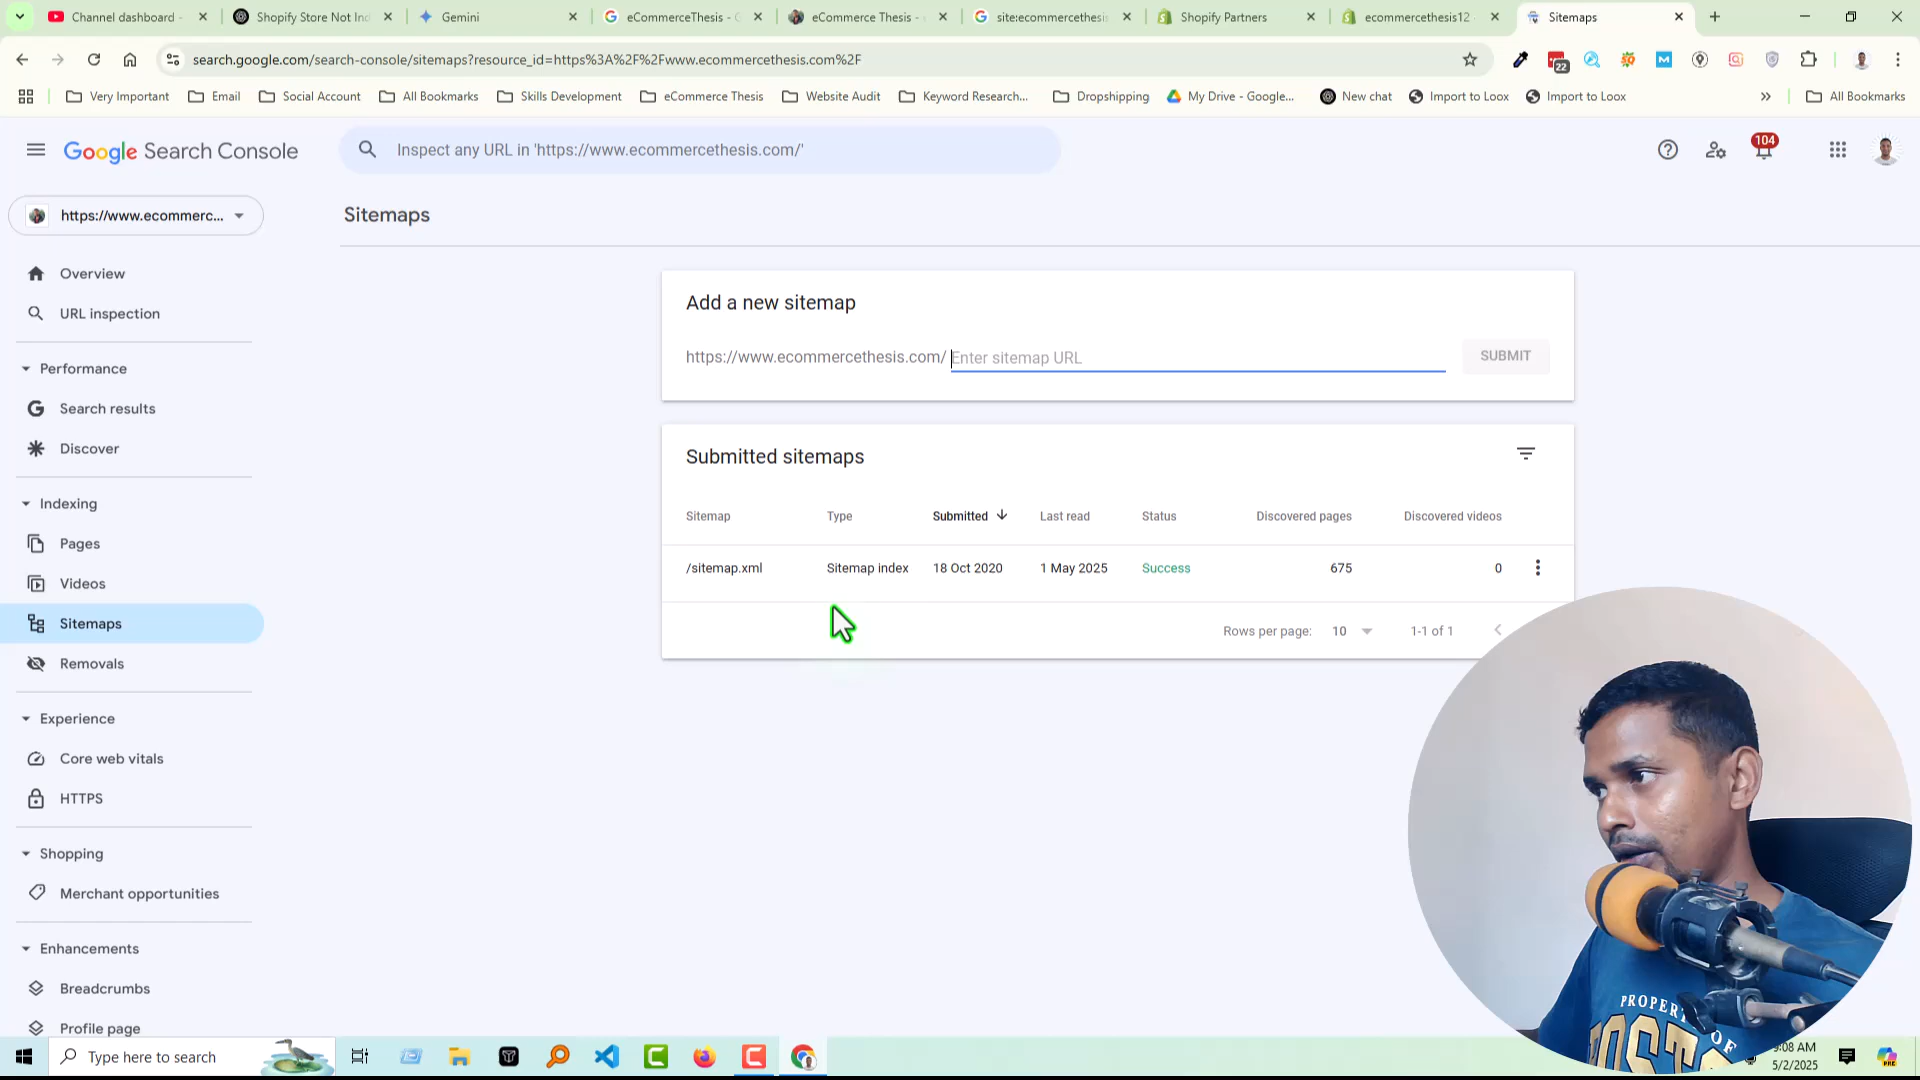 Channel dashboard -
Shopify Store Not Ind
Gemini
eCommerceThesis - G
eCommerce Thesis -
site:ecommercethesis
Shopify Partners
ecommercethesis12
Sitemaps
search.google.com/search-console/sitemaps?resource_id=https%3A%2F%2Fwww.ecommercethesis.com%2F
22
Very Important
Email
Social Account
All Bookmarks
Skills Development
eCommerce Thesis
Website Audit
Keyword Research...
Dropshipping
My Drive - Google...
New chat
Import to Loox
Import to Loox
»
All Bookmarks
Google Search Console
Inspect any URL in 'https://www.ecommercethesis.com/'
104
https://www.ecommerc...
Sitemaps
Overview
URL inspection
Performance
Search results
Discover
Indexing
Pages
Videos
Sitemaps
Removals
Experience
Core web vitals
HTTPS
Shopping
Merchant opportunities
Enhancements
Breadcrumbs
Profile page
Add a new sitemap
https://www.ecommercethesis.com/ Enter sitemap URL
SUBMIT
Submitted sitemaps
Sitemap Type Submitted Last read Status Discovered pages Discovered videos
/sitemap.xml Sitemap index 18 Oct 2020 1 May 2025 Success 675 0
Rows per page: 10 1-1 of 1
PROPERTY OF
Type here to search
:08 AM
5/2/2025